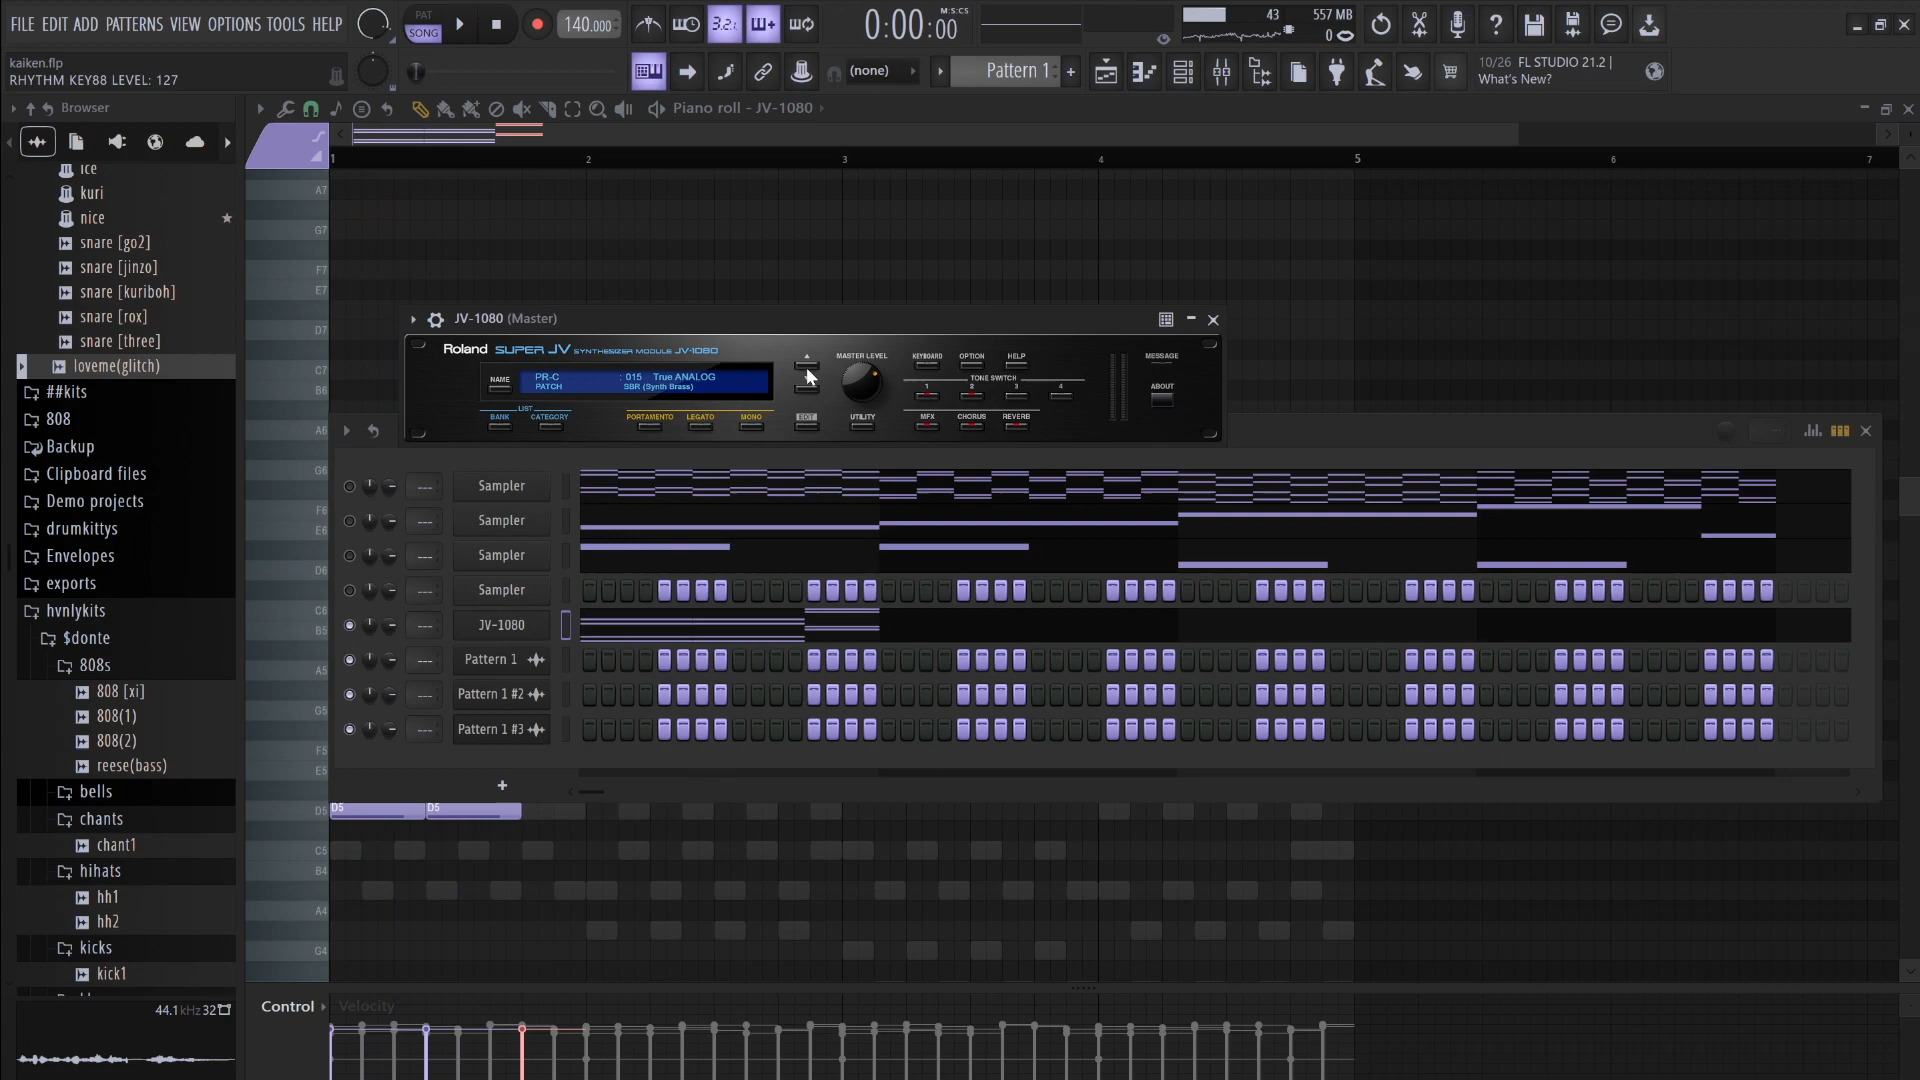 FILE EDIT ADD PATTERNS VIEW OPTIONS TOOLS HELP
PAT
SONG
140.000
3.2.
0:00:00
M:S:CS
43
557 MB
0
kaiken.flp
RHYTHM KEY88 LEVEL: 127
(none)
Pattern 1
+
10/26 FL STUDIO 21.2 |
What's New?
Browser
Piano roll - JV-1080
1 2 3 4 5 6 7
ice
kuri
nice
snare [go2]
snare [jinzo]
snare [kuriboh]
snare [rox]
snare [three]
loveme(glitch)
##kits
808
Backup
Clipboard files
Demo projects
drumkittys
Envelopes
exports
hvnlykits
$donte
808s
808 [xi]
808(1)
808(2)
reese(bass)
bells
chants
chant1
hihats
hh1
hh2
kicks
kick1
44.1kHz 32
A7
G7
F7
E7
D7
C7
B6
A6
G6
F6
E6
D6
C6
B5
A5
G5
F5
E5
D5
C5
B4
A4
G4
JV-1080 (Master)
Roland SUPER JV SYNTHESIZER MODULE JV-1080
NAME
PR-C : 015 True ANALOG
PATCH SBR (Synth Brass)
LIST
BANK CATEGORY
PORTAMENTO LEGATO MONO
EDIT
UTILITY
MASTER LEVEL
KEYBOARD OPTION HELP
TONE SWITCH
1 2 3 4
MFX CHORUS REVERB
MESSAGE
ABOUT
--- Sampler
--- Sampler
--- Sampler
--- Sampler
--- JV-1080
--- Pattern 1
--- Pattern 1 #2
--- Pattern 1 #3
+
D5 D5
Control
Velocity